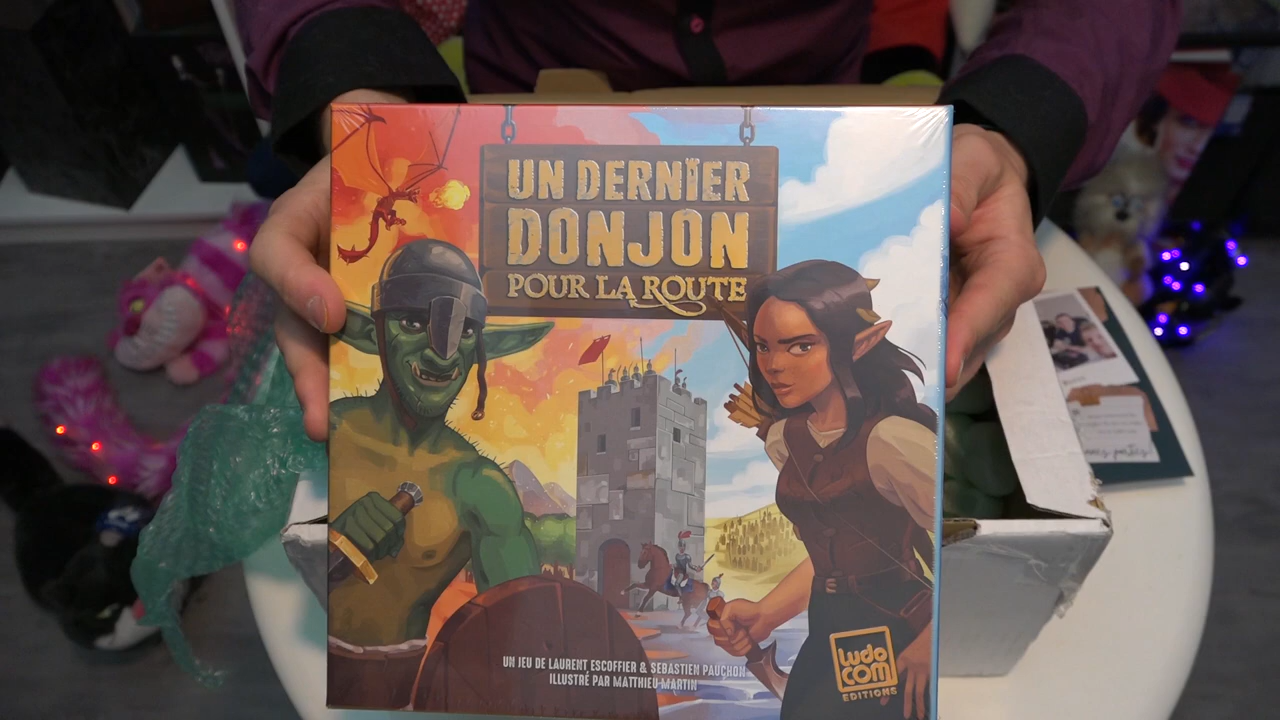 UN DERNIER
DONJON
POUR LA ROUTE
UN JEU DE LAURENT ESCOFFIER & SEBASTIEN PAUCHON
ILLUSTRÉ PAR MATTHIEU MARTIN
LUDO
COM
EDITIONS